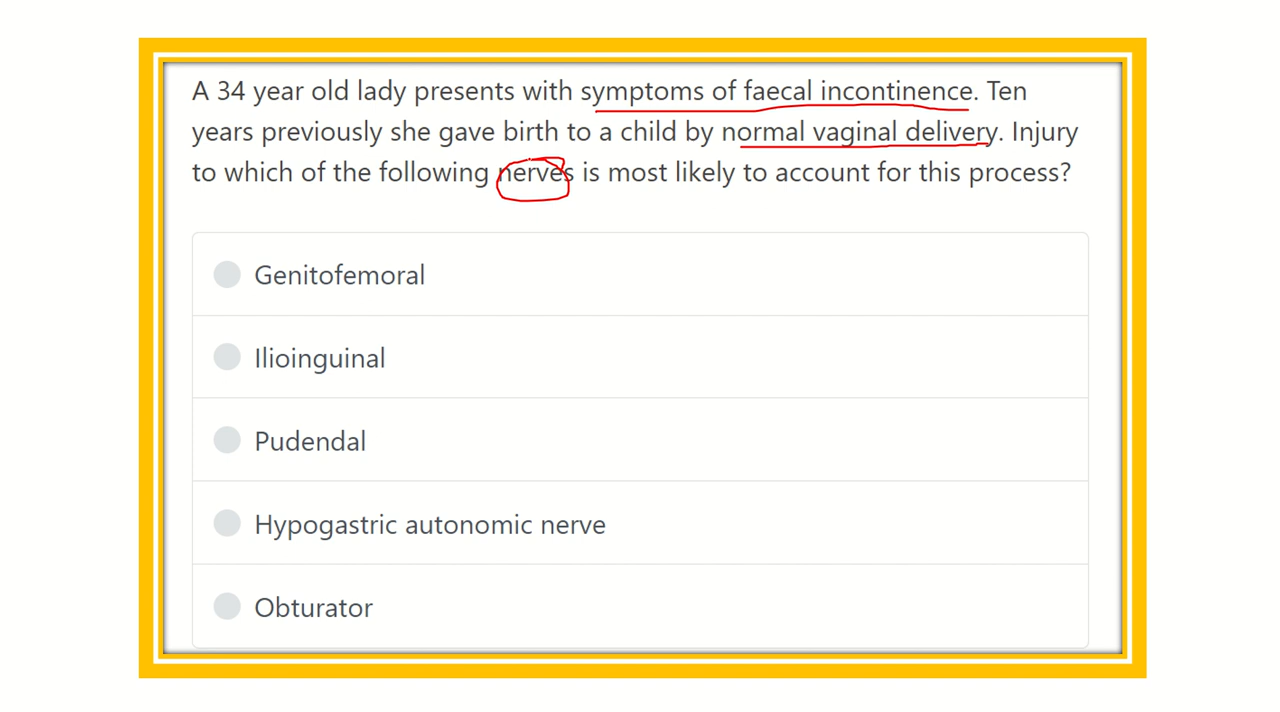 A 34 year old lady presents with symptoms of faecal incontinence. Ten
years previously she gave birth to a child by normal vaginal delivery. Injury
to which of the following nerves is most likely to account for this process?
Genitofemoral
Ilioinguinal
Pudendal
Hypogastric autonomic nerve
Obturator